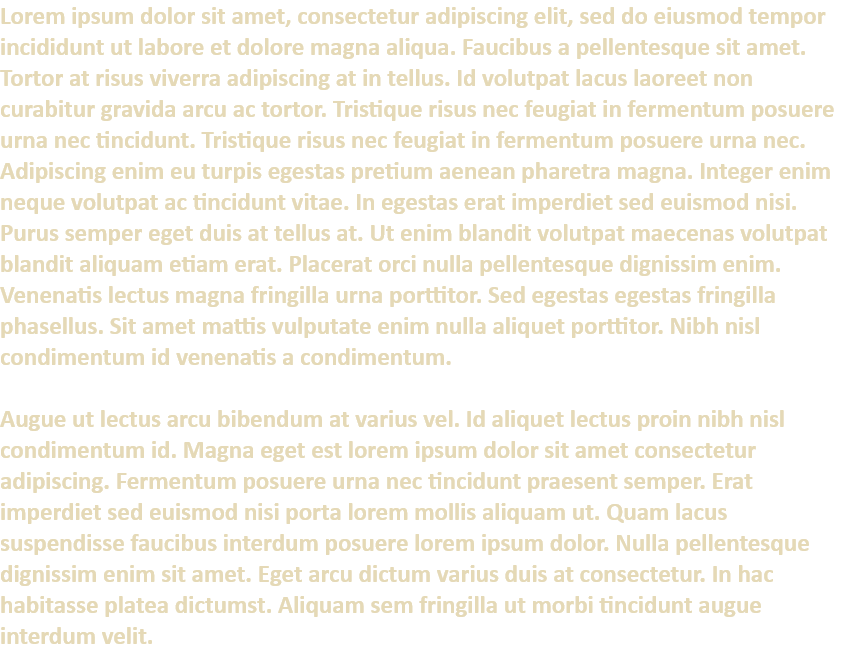 Lorem ipsum dolor sit amet, consectetur adipiscing elit, sed do eiusmod tempor
incididunt ut labore et dolore magna aliqua. Faucibus a pellentesque sit amet.
Tortor at risus viverra adipiscing at in tellus. Id volutpat lacus laoreet non
curabitur gravida arcu ac tortor. Tristique risus nec feugiat in fermentum posuere
urna nec tincidunt. Tristique risus nec feugiat in fermentum posuere urna nec.
Adipiscing enim eu turpis egestas pretium aenean pharetra magna. Integer enim
neque volutpat ac tincidunt vitae. In egestas erat imperdiet sed euismod nisi.
Purus semper eget duis at tellus at. Ut enim blandit volutpat maecenas volutpat
blandit aliquam etiam erat. Placerat orci nulla pellentesque dignissim enim.
Venenatis lectus magna fringilla urna porttitor. Sed egestas egestas fringilla
phasellus. Sit amet mattis vulputate enim nulla aliquet porttitor. Nibh nisl
condimentum id venenatis a condimentum.

Augue ut lectus arcu bibendum at varius vel. Id aliquet lectus proin nibh nisl
condimentum id. Magna eget est lorem ipsum dolor sit amet consectetur
adipiscing. Fermentum posuere urna nec tincidunt praesent semper. Erat
imperdiet sed euismod nisi porta lorem mollis aliquam ut. Quam lacus
suspendisse faucibus interdum posuere lorem ipsum dolor. Nulla pellentesque
dignissim enim sit amet. Eget arcu dictum varius duis at consectetur. In hac
habitasse platea dictumst. Aliquam sem fringilla ut morbi tincidunt augue
interdum velit.